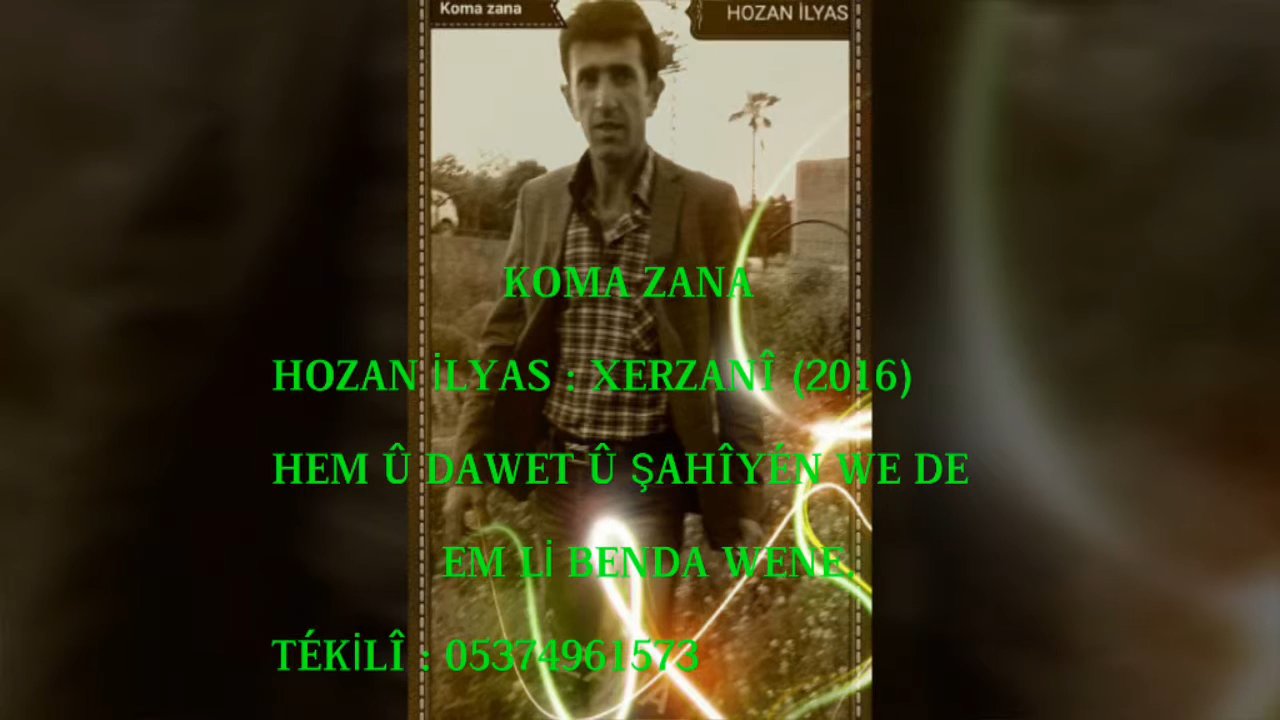 Koma zana
HOZAN İLYAS
KOMA ZANA
HOZAN İLYAS : XERZANÎ (2016)
HEM Û DAWET Û ŞAHÎYÉN WE DE
EM Lİ BENDA WENE.
TÉKİLÎ : 05374961573